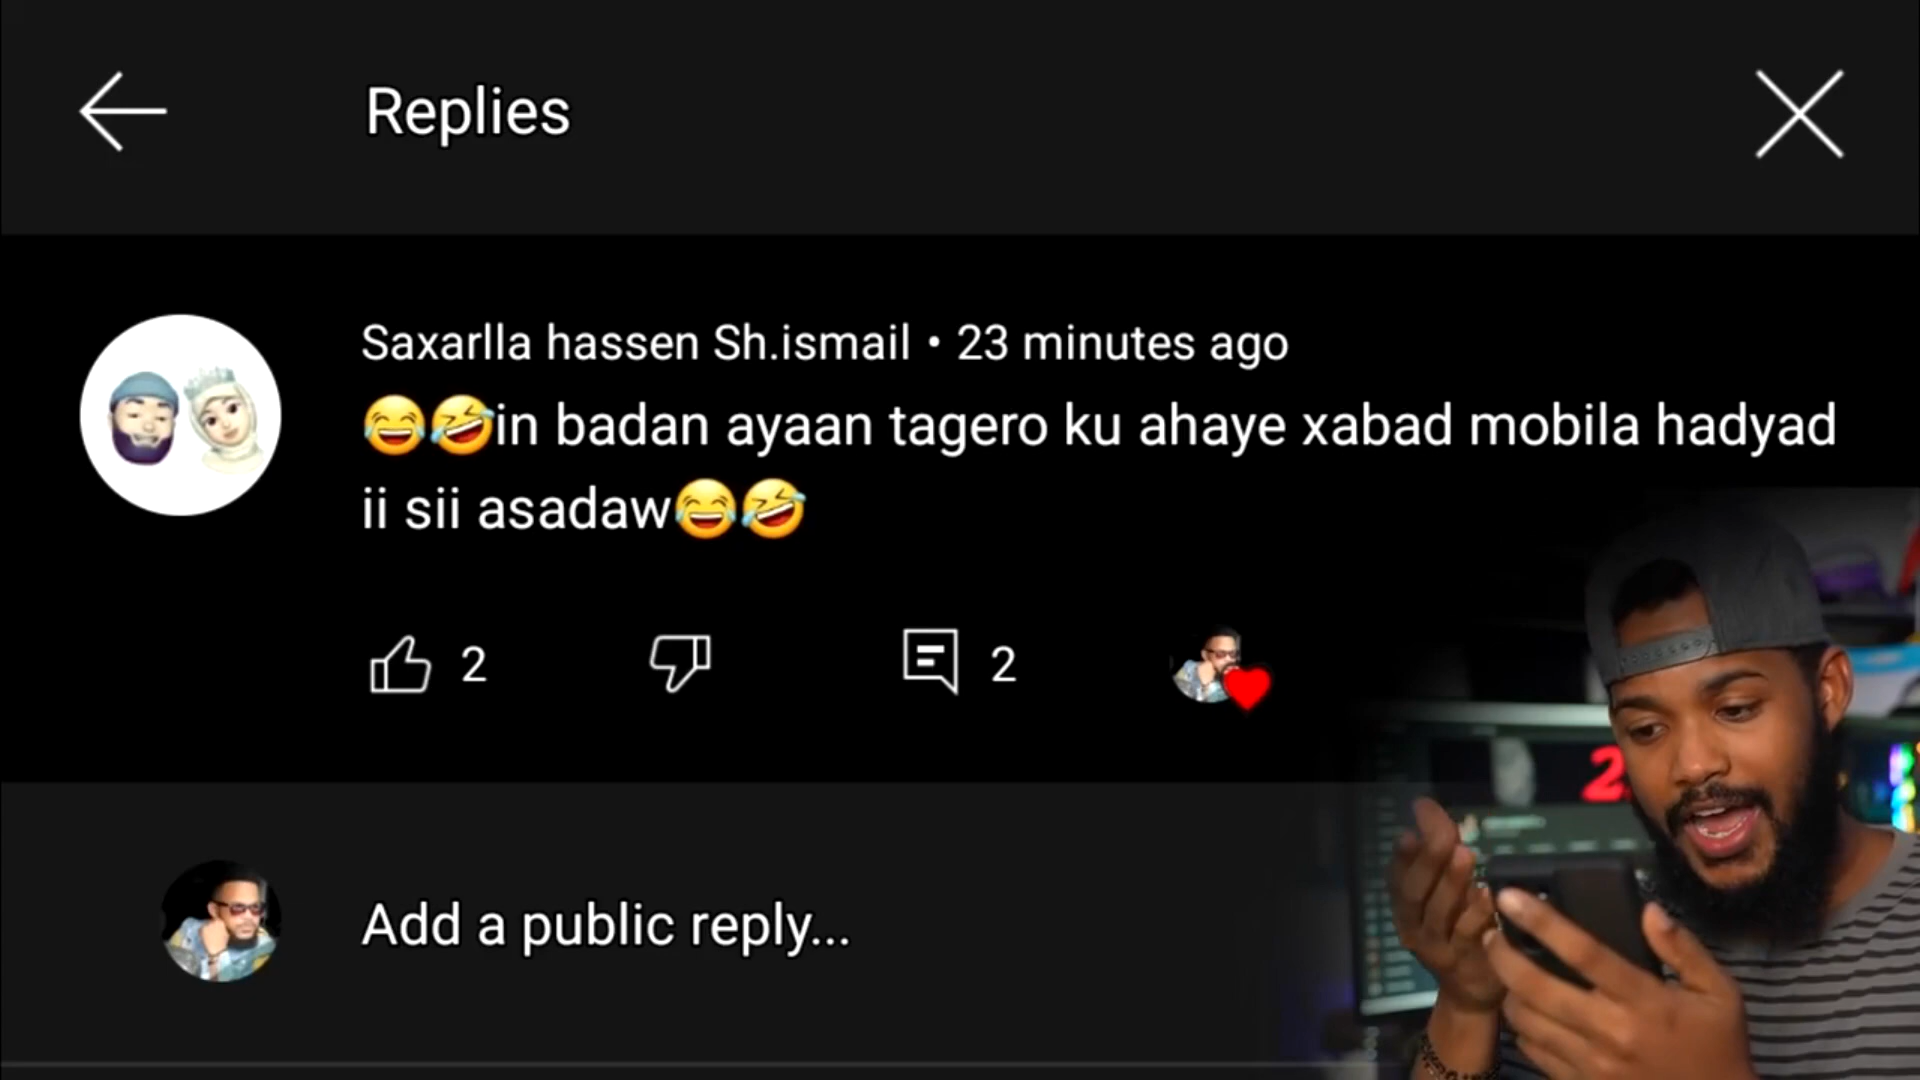 Replies
Saxarlla hassen Sh.ismail • 23 minutes ago
😂🤣in badan ayaan tagero ku ahaye xabad mobila hadyad
ii sii asadaw😂🤣
2
2
2
Add a public reply...